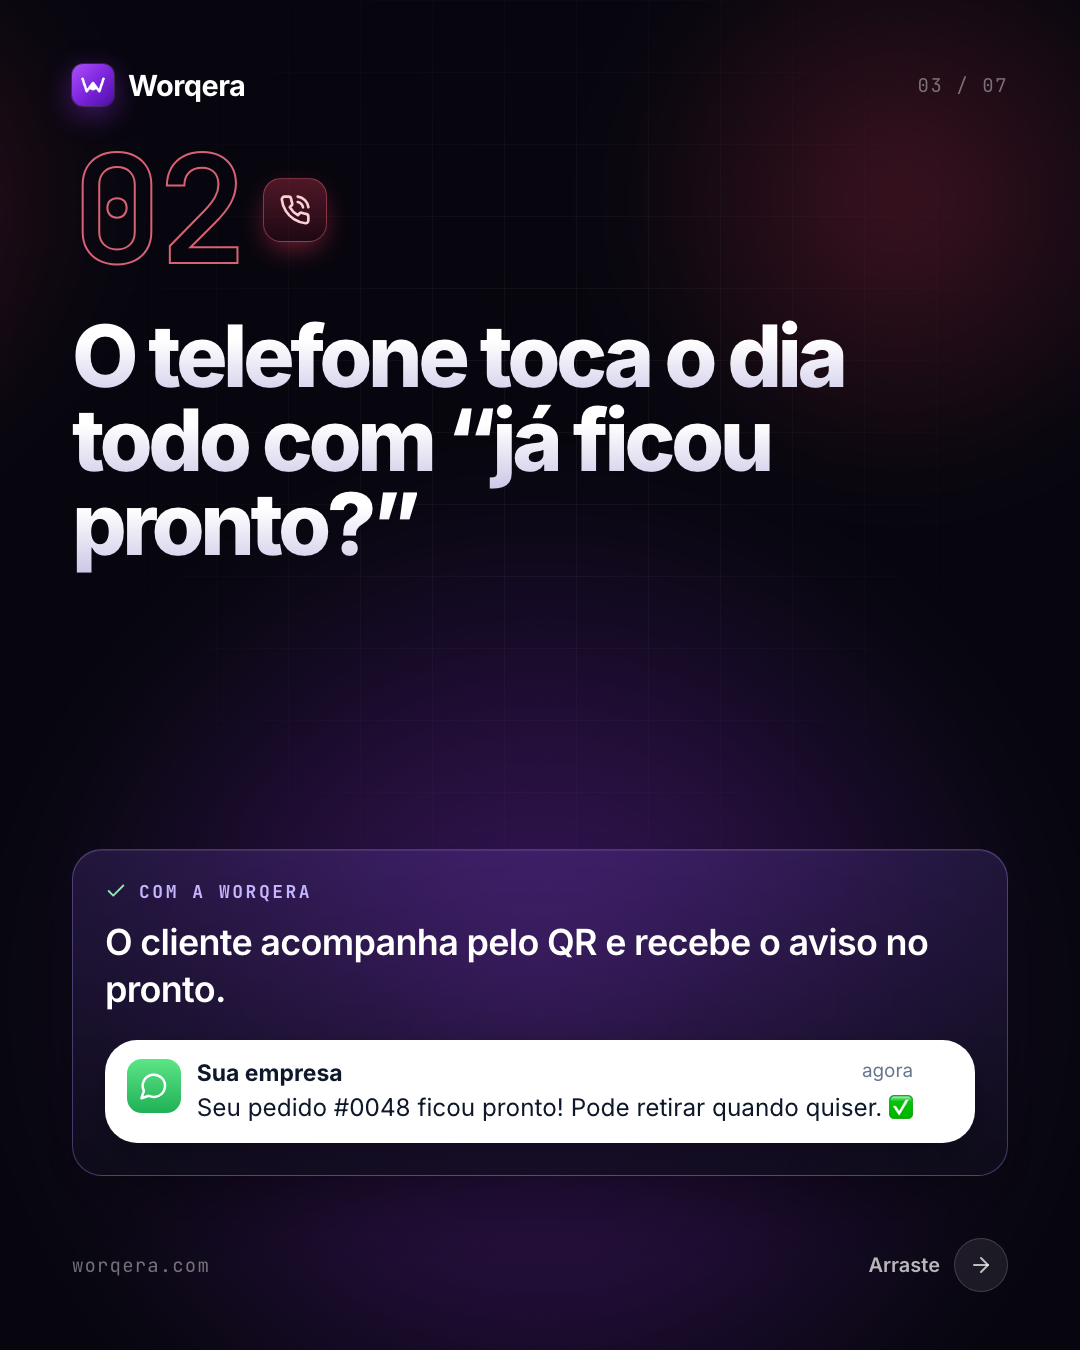 Worqera
03 / 07
02
O telefone toca o dia
todo com “já ficou
pronto?”
COM A WORQERA
O cliente acompanha pelo QR e recebe o aviso no
pronto.
Sua empresa
agora
Seu pedido #0048 ficou pronto! Pode retirar quando quiser. ✅
worqera.com
Arraste